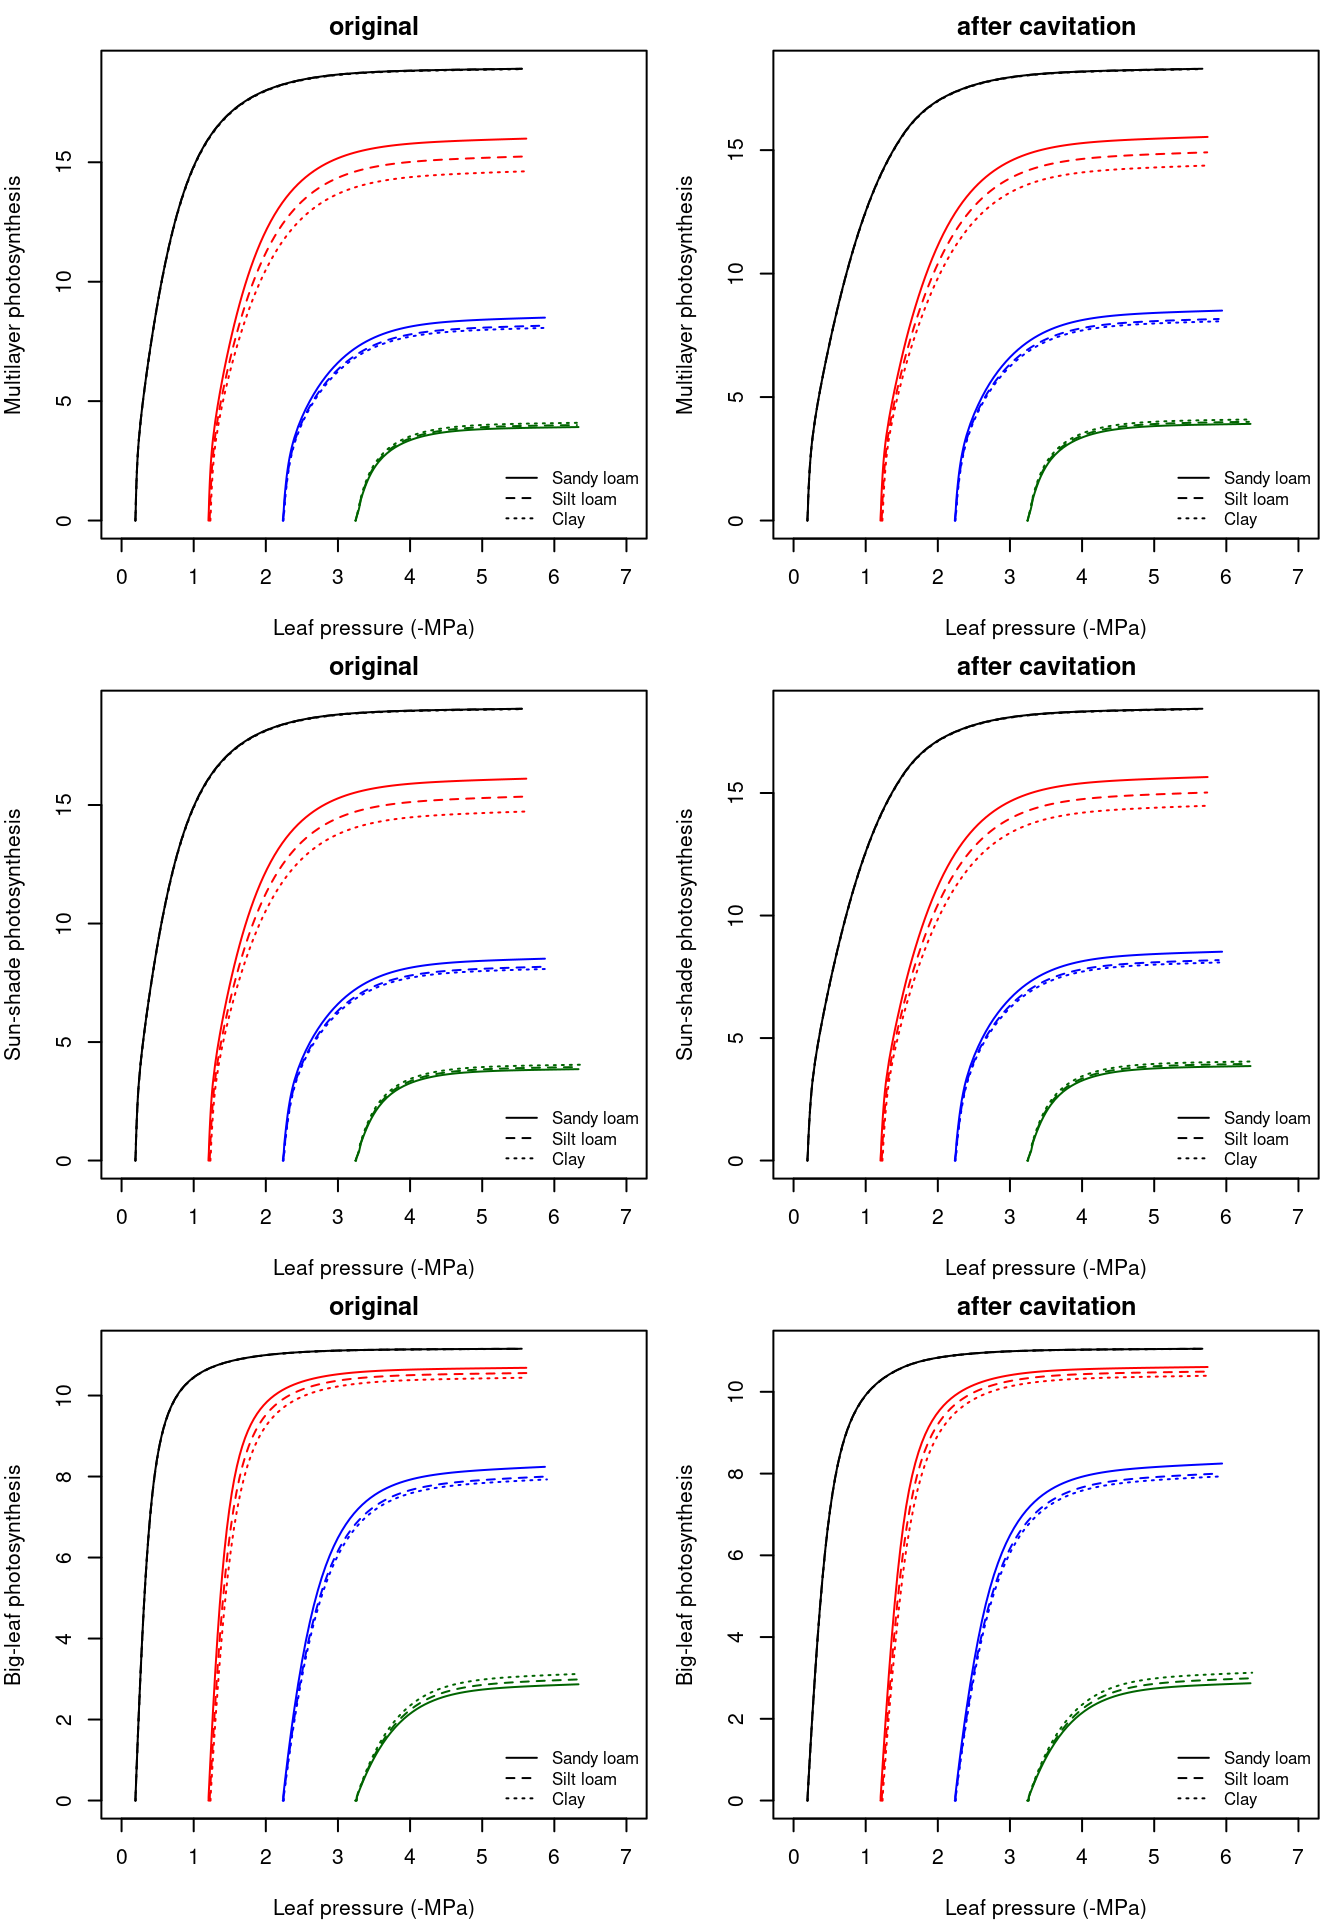 original
Multilayer photosynthesis
15
10
5
0
Sandy loam
Silt loam
Clay
0 1 2 3 4 5 6 7
Leaf pressure (-MPa)
after cavitation
Multilayer photosynthesis
15
10
5
0
Sandy loam
Silt loam
Clay
0 1 2 3 4 5 6 7
Leaf pressure (-MPa)
original
Sun-shade photosynthesis
15
10
5
0
Sandy loam
Silt loam
Clay
0 1 2 3 4 5 6 7
Leaf pressure (-MPa)
after cavitation
Sun-shade photosynthesis
15
10
5
0
Sandy loam
Silt loam
Clay
0 1 2 3 4 5 6 7
Leaf pressure (-MPa)
original
Big-leaf photosynthesis
10
8
6
4
2
0
Sandy loam
Silt loam
Clay
0 1 2 3 4 5 6 7
Leaf pressure (-MPa)
after cavitation
Big-leaf photosynthesis
10
8
6
4
2
0
Sandy loam
Silt loam
Clay
0 1 2 3 4 5 6 7
Leaf pressure (-MPa)